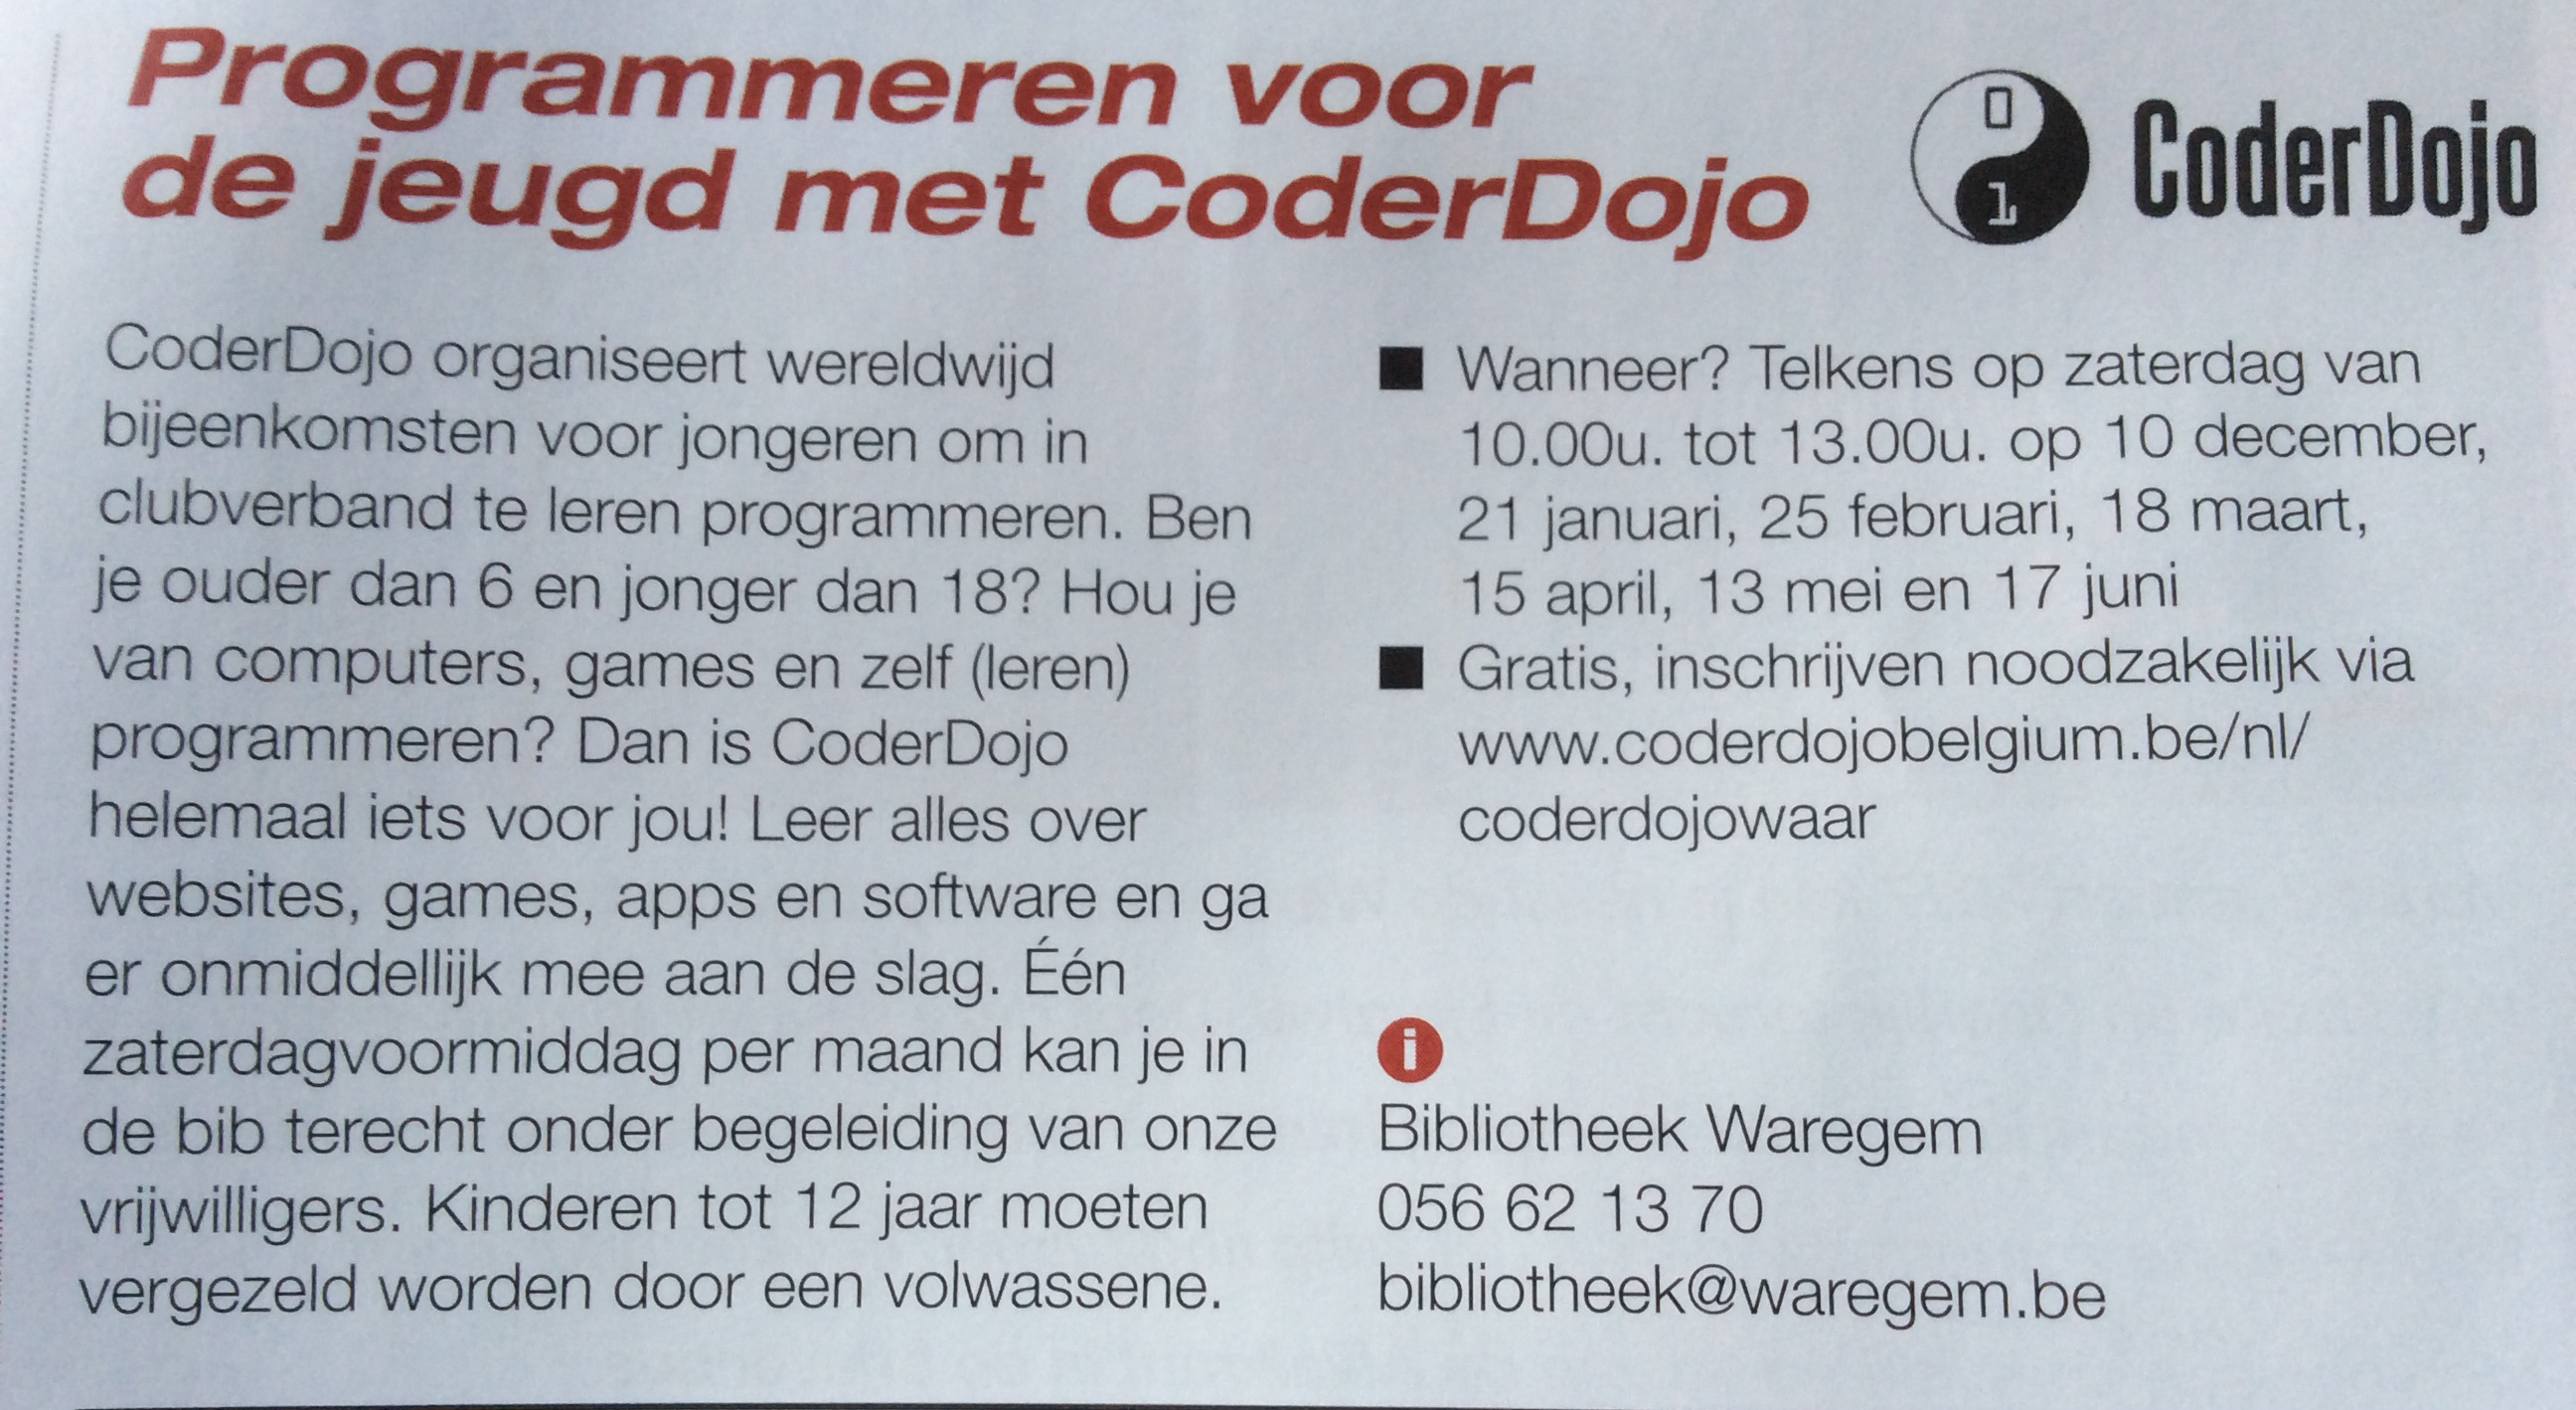 Programmeren voor
de jeugd met CoderDojo
0
1
CoderDojo
CoderDojo organiseert wereldwijd
bijeenkomsten voor jongeren om in
clubverband te leren programmeren. Ben
je ouder dan 6 en jonger dan 18? Hou je
van computers, games en zelf (leren)
programmeren? Dan is CoderDojo
helemaal iets voor jou! Leer alles over
websites, games, apps en software en ga
er onmiddellijk mee aan de slag. Één
zaterdagvoormiddag per maand kan je in
de bib terecht onder begeleiding van onze
vrijwilligers. Kinderen tot 12 jaar moeten
vergezeld worden door een volwassene.
■ Wanneer? Telkens op zaterdag van
10.00u. tot 13.00u. op 10 december,
21 januari, 25 februari, 18 maart,
15 april, 13 mei en 17 juni
■ Gratis, inschrijven noodzakelijk via
www.coderdojobelgium.be/nl/
coderdojowaar
i
Bibliotheek Waregem
056 62 13 70
bibliotheek@waregem.be